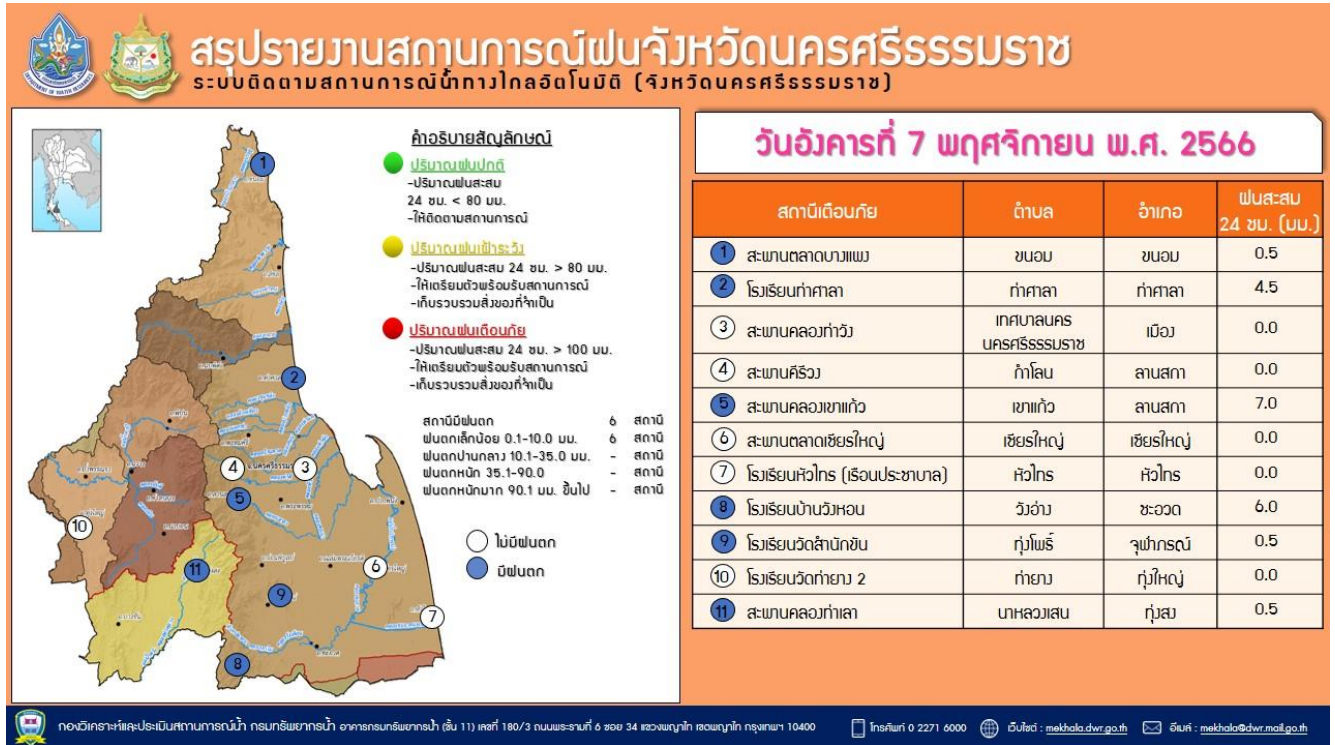 สรุปรายงานสถานการณ์ฝนจังหวัดนครศรีธรรมราช
ระบบติดตามสถานการณ์น้ำทางไกลอัตโนมัติ (จังหวัดนครศรีธรรมราช)
คำอธิบายสัญลักษณ์
ปริมาณฝนปกติ
-ปริมาณฝนสะสม
24 ชม. < 80 มม.
-ให้ติดตามสถานการณ์
ปริมาณฝนเฝ้าระวัง
-ปริมาณฝนสะสม 24 ชม. > 80 มม.
-ให้เตรียมตัวพร้อมรับสถานการณ์
-เก็บรวบรวมสิ่งของที่จำเป็น
ปริมาณฝนเตือนภัย
-ปริมาณฝนสะสม 24 ชม. > 100 มม.
-ให้เตรียมตัวพร้อมรับสถานการณ์
-เก็บรวบรวมสิ่งของที่จำเป็น
สถานีมีฝนตก 6 สถานี
ฝนตกเล็กน้อย 0.1-10.0 มม. 6 สถานี
ฝนตกปานกลาง 10.1-35.0 มม. - สถานี
ฝนตกหนัก 35.1-90.0 - สถานี
ฝนตกหนักมาก 90.1 มม. ขึ้นไป - สถานี
ไม่มีฝนตก
มีฝนตก
1
2
4
3
5
10
11
6
9
7
8
วันอังคารที่ 7 พฤศจิกายน พ.ศ. 2566
สถานีเตือนภัย ตำบล อำเภอ ฝนสะสม
24 ชม. (มม.)
1 สะพานตลาดบางแพง ขนอม ขนอม 0.5
2 โรงเรียนท่าศาลา ท่าศาลา ท่าศาลา 4.5
3 สะพานคลองท่าวัง เทศบาลนคร
นครศรีธรรมราช เมือง 0.0
4 สะพานคีรีวง กำโลน ลานสกา 0.0
5 สะพานคลองเขาแก้ว เขาแก้ว ลานสกา 7.0
6 สะพานตลาดเชียรใหญ่ เชียรใหญ่ เชียรใหญ่ 0.0
7 โรงเรียนหัวไทร (เรือนประชาบาล) หัวไทร หัวไทร 0.0
8 โรงเรียนบ้านวังหอน วังอ่าง ชะอวด 6.0
9 โรงเรียนวัดสำนักขัน ทุ่งโพธิ์ จุฬาภรณ์ 0.5
10 โรงเรียนวัดท่ายาง 2 ท่ายาง ทุ่งใหญ่ 0.0
11 สะพานคลองท่าเลา นาหลวงเสน ทุ่งสง 0.5
กองวิเคราะห์และประเมินสถานการณ์น้ำ กรมทรัพยากรน้ำ อาคารกรมทรัพยากรน้ำ (ชั้น 11) เลขที่ 180/3 ถนนพระรามที่ 6 ซอย 34 แขวงพญาไท เขตพญาไท กรุงเทพฯ 10400 โทรศัพท์ 0 2271 6000 เว็บไซต์ : mekhala.dwr.go.th อีเมล์ : mekhala@dwr.mail.go.th